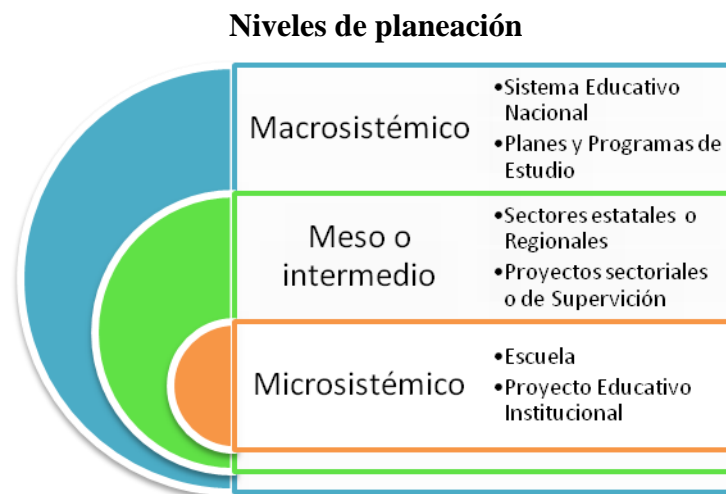 Niveles de planeación
Macrosistémico
•Sistema Educativo
Nacional
•Planes y Programas de
Estudio
Meso o
intermedio
•Sectores estatales o
Regionales
•Proyectos sectoriales
o de Supervición
Microsistémico
•Escuela
•Proyecto Educativo
Institucional